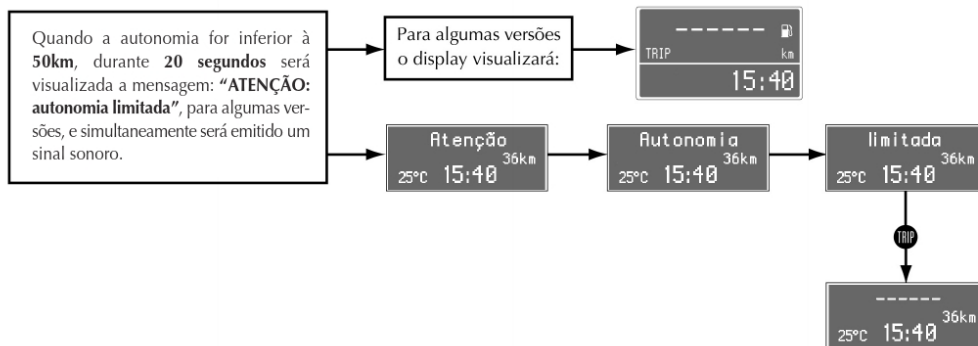 Quando a autonomia for inferior à
50km, durante 20 segundos será
visualizada a mensagem: “ATENÇÃO:
autonomia limitada”, para algumas ver-
sões, e simultaneamente será emitido um
sinal sonoro.
Para algumas versões
o display visualizará:
------
TRIP km
15:40
Atenção
36km
25°C 15:40
Autonomia
36km
25°C 15:40
limitada
36km
25°C 15:40
TRIP
------
36km
25°C 15:40